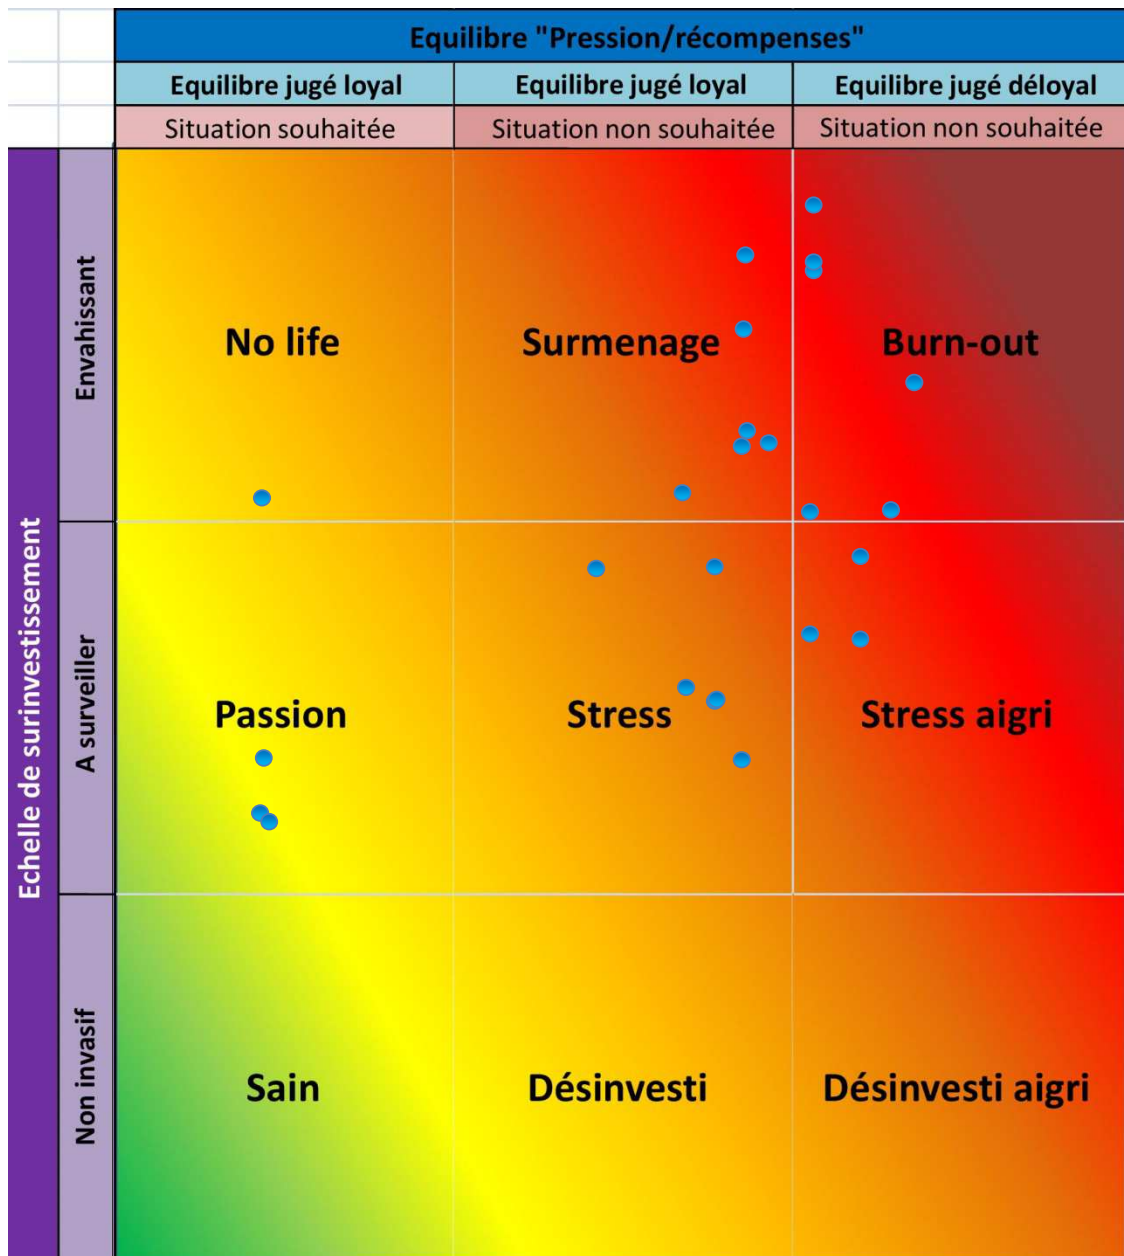 Equilibre "Pression/récompenses"
Equilibre jugé loyal
Equilibre jugé loyal
Equilibre jugé déloyal
Situation souhaitée
Situation non souhaitée
Situation non souhaitée
Echelle de surinvestissement
Envahissant
No life
Surmenage
Burn-out
A surveiller
Passion
Stress
Stress aigri
Non invasif
Sain
Désinvesti
Désinvesti aigri